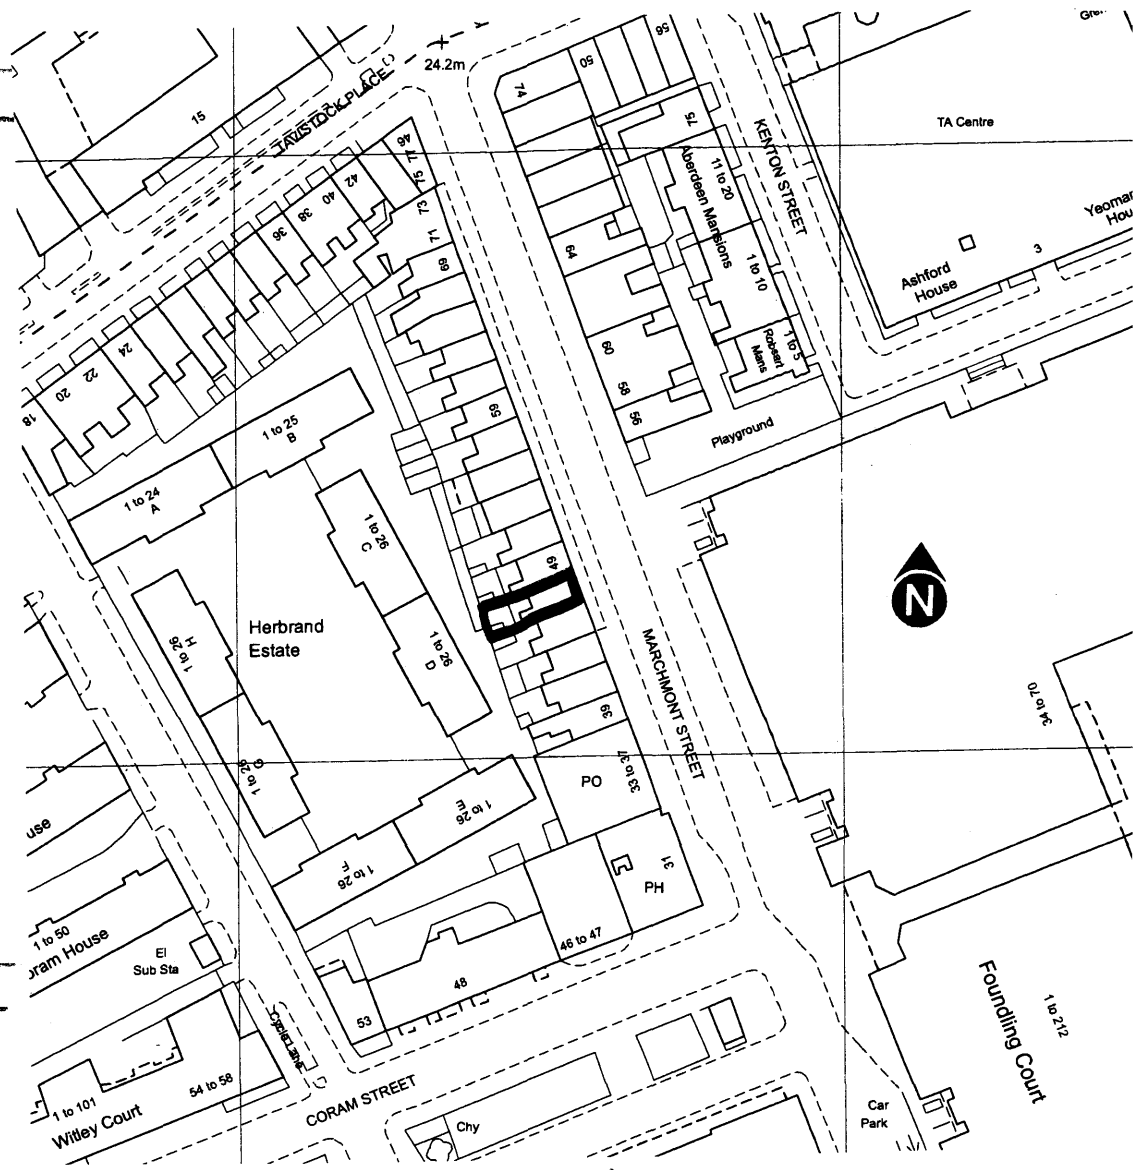 24.2m
TAVISTOCK PLACE
15
46
77
75
73
71
69
42
40
38
36
24
22
20
18
74
50
56
75
11 to 20
Aberdeen Mansions
1 to 10
64
60
58
56
1 to 5
Robsart
Mans
Playground
KENTON STREET
TA Centre
Ashford
House
3
59
1 to 25
B
1 to 24
A
1 to 26
C
1 to 26
D
1 to 26
H
1 to 26
G
1 to 26
E
1 to 26
F
Herbrand
Estate
49
N
MARCHMONT STREET
39
33 to 37
PO
31
PH
34 to 70
46 to 47
48
53
1 to 50
El
Sub Sta
Cycle Lane
54 to 58
1 to 101
Witley Court
CORAM STREET
Chy
Car
Park
Foundling Court
1 to 212